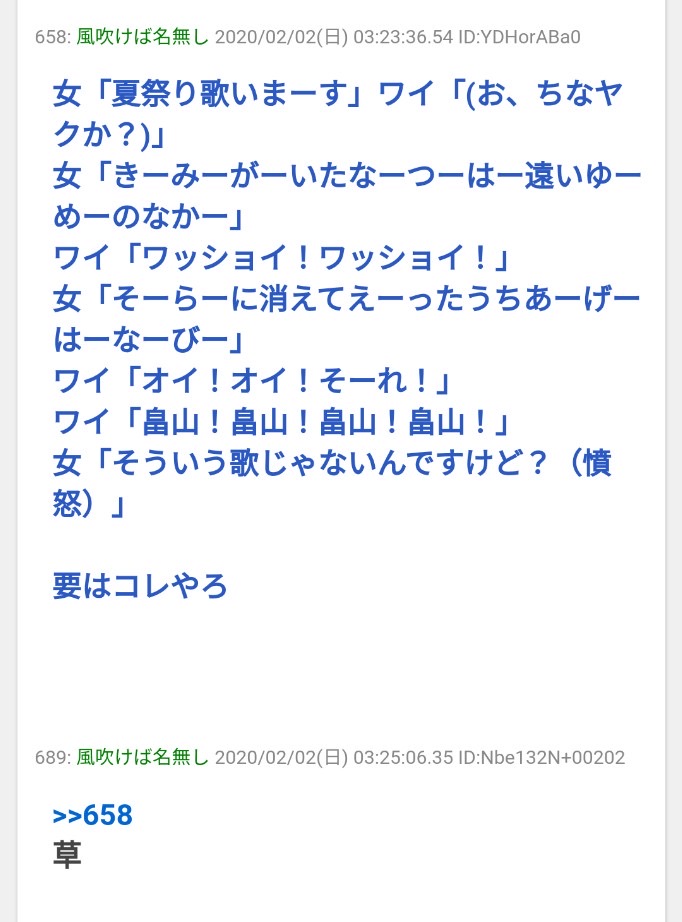 658: 風吹けば名無し 2020/02/02(日) 03:23:36.54 ID:YDHorABa0
女「夏祭り歌いまーす」ワイ「(お、ちなヤ
クか？)」
女「きーみーがーいたなーつーはー遠いゆー
めーのなかー」
ワイ「ワッショイ！ワッショイ！」
女「そーらーに消えてえーったうちあーげー
はーなーびー」
ワイ「オイ！オイ！そーれ！」
ワイ「畠山！畠山！畠山！畠山！」
女「そういう歌じゃないんですけど？（憤
怒）」
要はコレやろ
689: 風吹けば名無し 2020/02/02(日) 03:25:06.35 ID:Nbe132N+00202
>>658
草